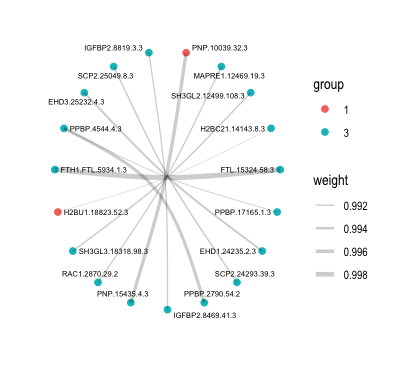 IGFBP2.8819.3.3
PNP.10039.32.3
SCP2.25049.8.3
MAPRE1.12469.19.3
EHD3.25232.4.3
SH3GL2.12499.108.3
PPBP.4544.4.3
H2BC21.14143.8.3
FTH1.FTL.5934.1.3
FTL.15324.58.3
H2BU1.18823.52.3
PPBP.17165.1.3
SH3GL3.18318.98.3
EHD1.24235.2.3
RAC1.2870.29.2
SCP2.24293.39.3
PNP.15435.4.3
PPBP.2790.54.2
IGFBP2.8469.41.3
group
1
3
weight
0.992
0.994
0.996
0.998